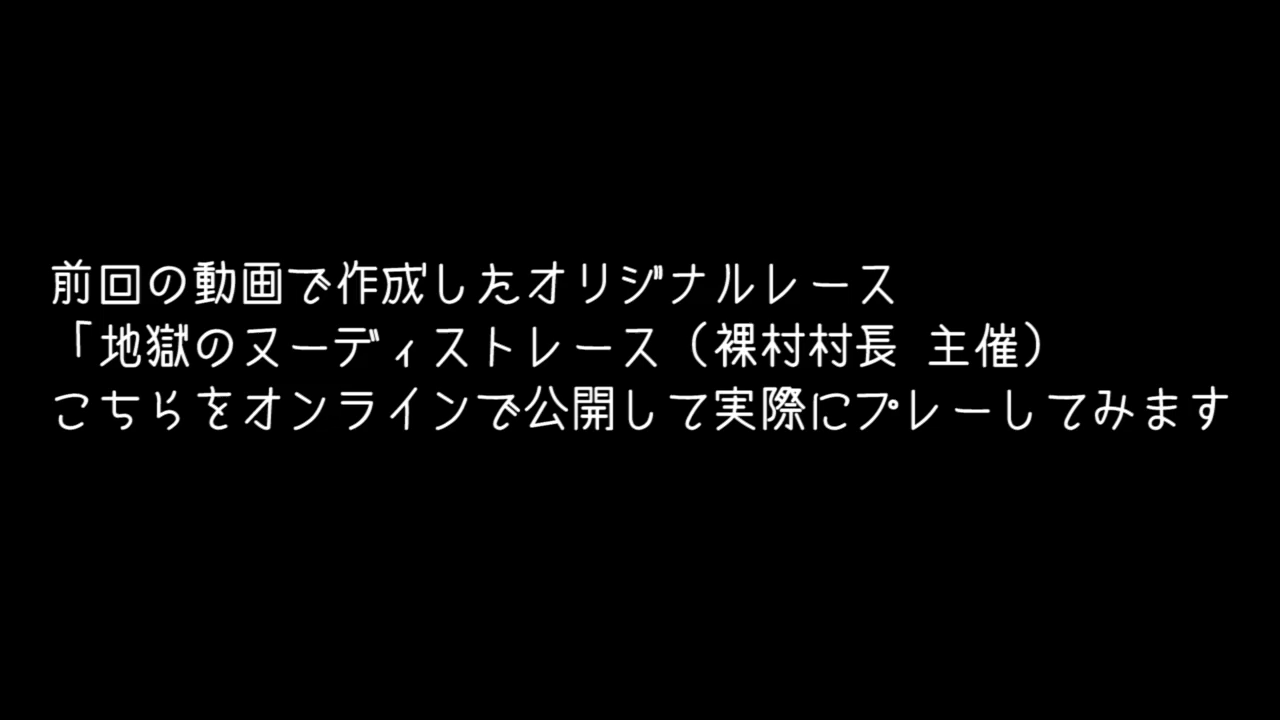 前回の動画で作成したオリジナルレース
「地獄のヌーディストレース（裸村村長 主催）
こちらをオンラインで公開して実際にプレーしてみます